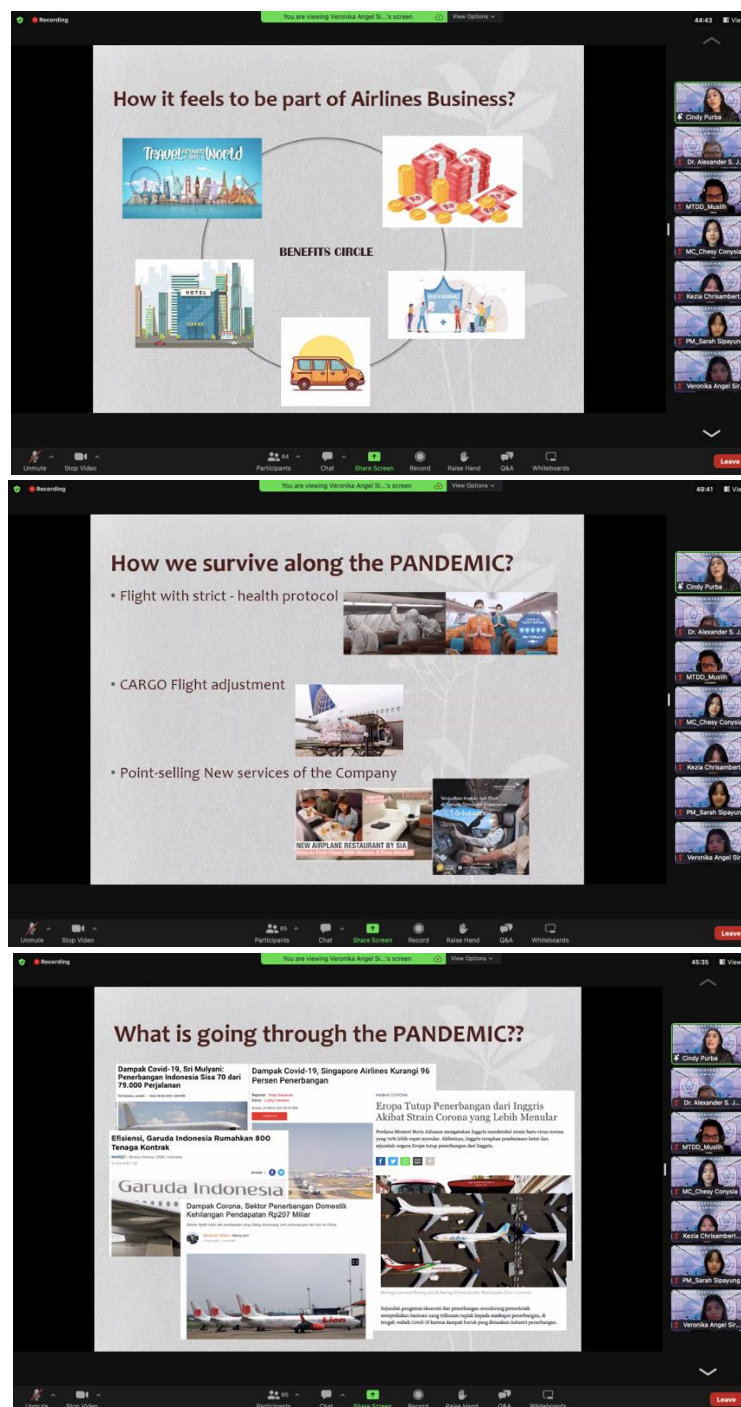 Recording
You are viewing Veronika Angel Si...'s screen
View Options
44:43
View
How it feels to be part of Airlines Business?
TRAVEL AROUND THE World
HOTEL
BENEFITS CIRCLE
HEALTH INSURANCE
Cindy Purba
Dr. Alexander S. J...
MTDD_Muslih
MC_Chesy Conysia
Kezia Chrisambert...
PM_Sarah Sipayung
Veronika Angel Sir...
Unmute
Stop Video
64
Participants
Chat
Share Screen
Record
Raise Hand
Q&A
Whiteboards
Leave
Recording
You are viewing Veronika Angel Si...'s screen
View Options
49:41
View
How we survive along the PANDEMIC?
• Flight with strict - health protocol
• CARGO Flight adjustment
• Point-selling New services of the Company
NEW AIRPLANE RESTAURANT BY SIA
Cindy Purba
Dr. Alexander S. J...
MTDD_Muslih
MC_Chesy Conysia
Kezia Chrisambert...
PM_Sarah Sipayung
Veronika Angel Sir...
Unmute
Stop Video
65
Participants
Chat
Share Screen
Record
Raise Hand
Q&A
Whiteboards
Leave
Recording
You are viewing Veronika Angel Si...'s screen
View Options
45:35
View
What is going through the PANDEMIC??
Dampak Covid-19, Sri Mulyani:
Penerbangan Indonesia Sisa 70 dari
79.000 Perjalanan
Dampak Covid-19, Singapore Airlines Kurangi 96
Persen Penerbangan
WABAH CORONA
Eropa Tutup Penerbangan dari Inggris
Akibat Strain Corona yang Lebih Menular
Efisiensi, Garuda Indonesia Rumahkan 800
Tenaga Kontrak
SHARE
Garuda Indonesia
Dampak Corona, Sektor Penerbangan Domestik
Kehilangan Pendapatan Rp207 Miliar
Lion
Cindy Purba
Dr. Alexander S. J...
MTDD_Muslih
MC_Chesy Conysia
Kezia Chrisambert...
PM_Sarah Sipayung
Veronika Angel Sir...
Unmute
Stop Video
65
Participants
Chat
Share Screen
Record
Raise Hand
Q&A
Whiteboards
Leave